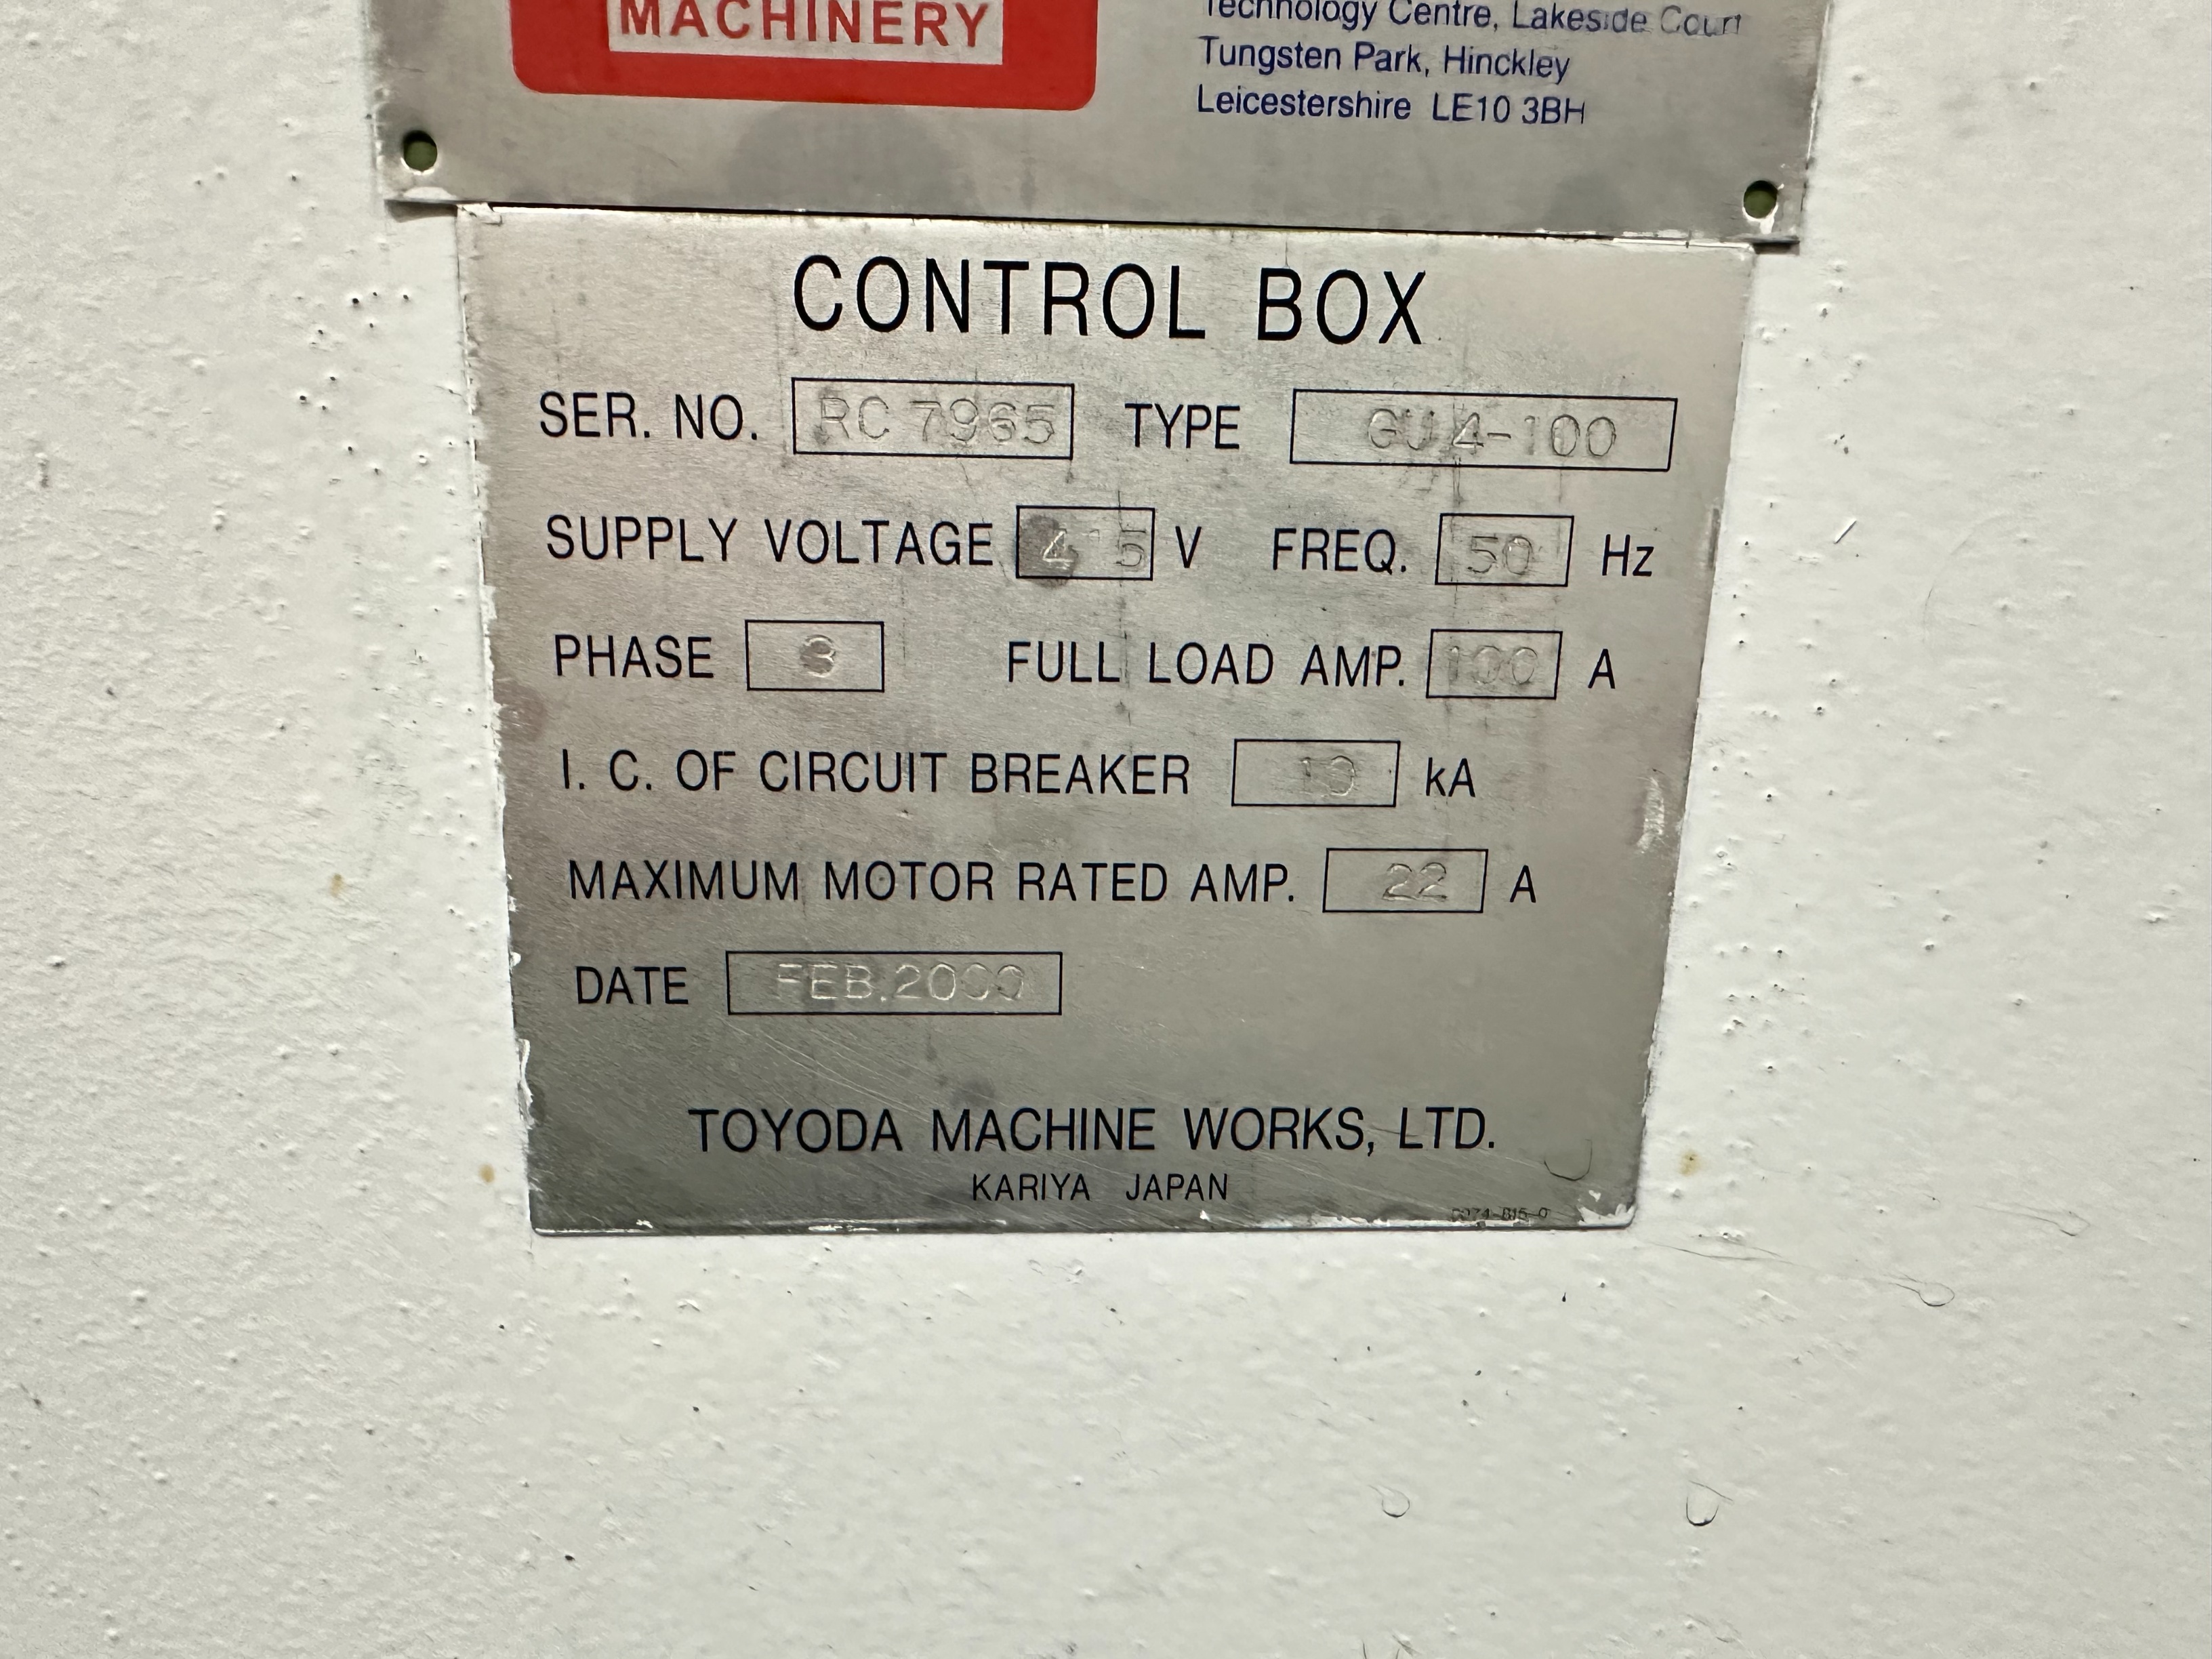 MACHINERY
Technology Centre, Lakeside Court
Tungsten Park, Hinckley
Leicestershire LE10 3BH
CONTROL BOX
SER. NO. RC 7965 TYPE GU 4-100
SUPPLY VOLTAGE 415 V FREQ. 50 Hz
PHASE 3 FULL LOAD AMP. 100 A
I. C. OF CIRCUIT BREAKER kA
MAXIMUM MOTOR RATED AMP. 22 A
DATE FEB.2000
TOYODA MACHINE WORKS, LTD.
KARIYA JAPAN